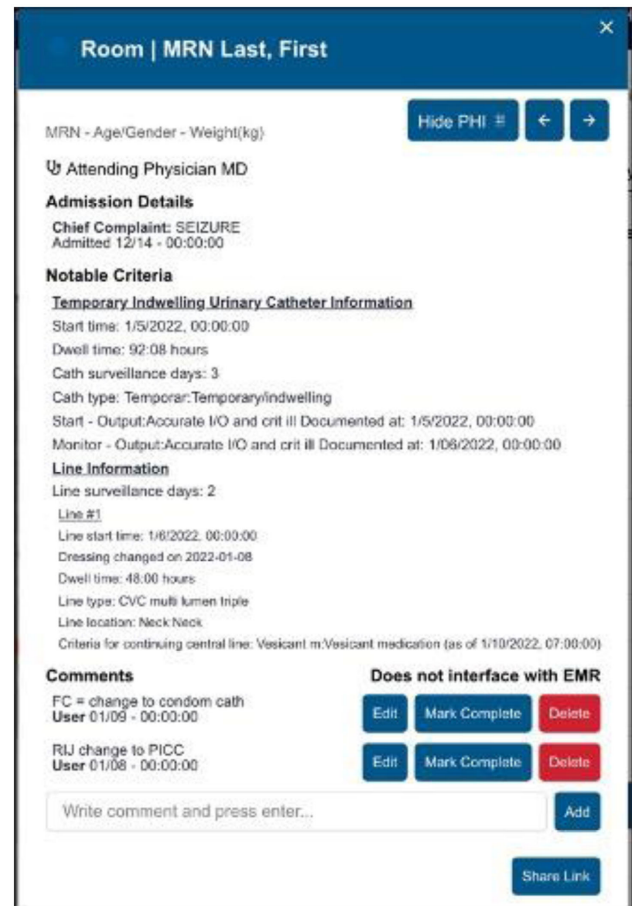 Room | MRN Last, First
×
Hide PHI
← →
MRN - Age/Gender - Weight(kg)
Attending Physician MD
Admission Details
Chief Complaint: SEIZURE
Admitted 12/14 - 00:00:00
Notable Criteria
Temporary Indwelling Urinary Catheter Information
Start time: 1/5/2022, 00:00:00
Dwell time: 92:08 hours
Cath surveillance days: 3
Cath type: Temporar:Temporary/indwelling
Start - Output:Accurate I/O and crit ill Documented at: 1/5/2022, 00:00:00
Monitor - Output:Accurate I/O and crit ill Documented at: 1/06/2022, 00:00:00
Line Information
Line surveillance days: 2
Line #1
Line start time: 1/6/2022, 00:00:00
Dressing changed on 2022-01-08
Dwell time: 48:00 hours
Line type: CVC multi lumen triple
Line location: Neck:Neck
Criteria for continuing central line: Vesicant m:Vesicant medication (as of 1/10/2022, 07:00:00)
Comments Does not interface with EMR
FC = change to condom cath
User 01/09 - 00:00:00
Edit Mark Complete Delete
RIJ change to PICC
User 01/08 - 00:00:00
Edit Mark Complete Delete
Write comment and press enter... Add
Share Link